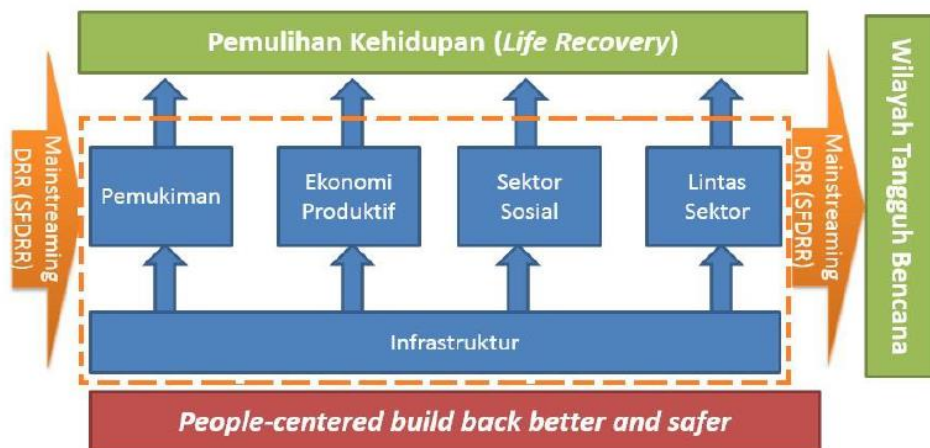 Pemulihan Kehidupan (Life Recovery)
Mainstreaming
DRR (SFDRR)
Pemukiman
Ekonomi
Produktif
Sektor
Sosial
Lintas
Sektor
Mainstreaming
DRR (SFDRR)
Wilayah Tangguh Bencana
Infrastruktur
People-centered build back better and safer